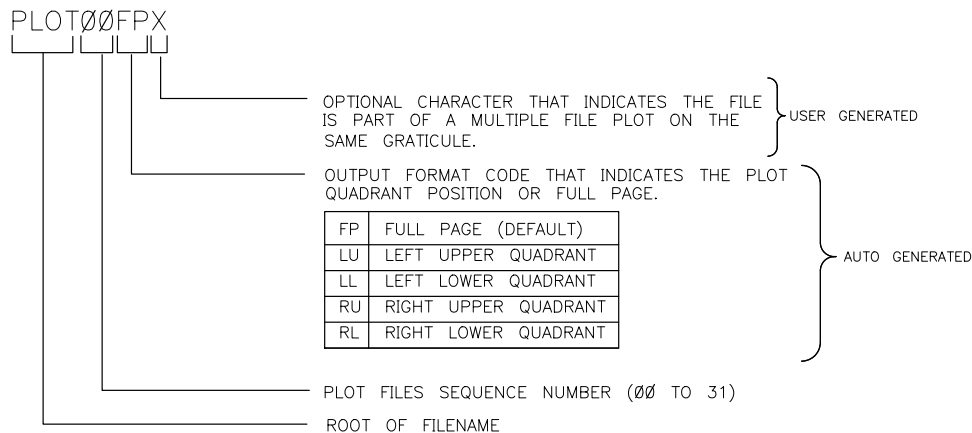 PLOTØØFPX
OPTIONAL CHARACTER THAT INDICATES THE FILE
IS PART OF A MULTIPLE FILE PLOT ON THE
SAME GRATICULE.
USER GENERATED
OUTPUT FORMAT CODE THAT INDICATES THE PLOT
QUADRANT POSITION OR FULL PAGE.
FP FULL PAGE (DEFAULT)
LU LEFT UPPER QUADRANT
LL LEFT LOWER QUADRANT
RU RIGHT UPPER QUADRANT
RL RIGHT LOWER QUADRANT
AUTO GENERATED
PLOT FILES SEQUENCE NUMBER (ØØ TO 31)
ROOT OF FILENAME